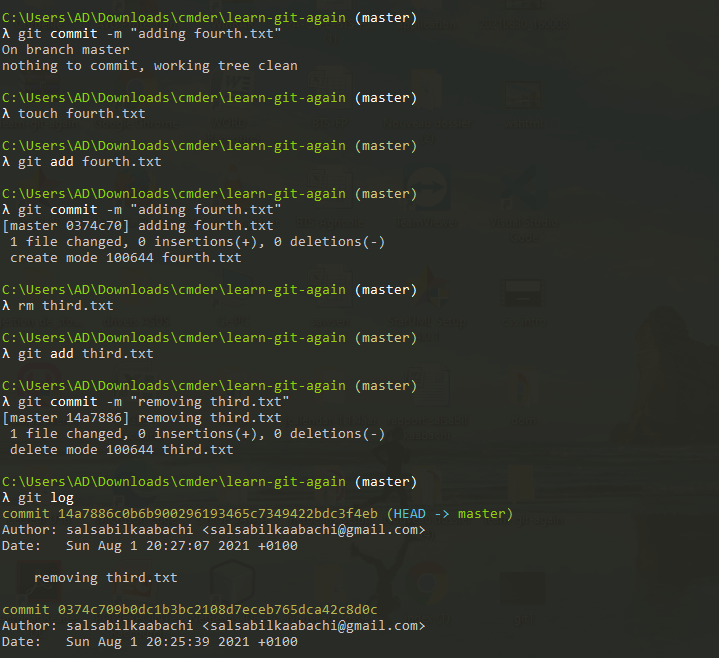 C:\Users\AD\Downloads\cmder\learn-git-again (master)
λ git commit -m "adding fourth.txt"
On branch master
nothing to commit, working tree clean
C:\Users\AD\Downloads\cmder\learn-git-again (master)
λ touch fourth.txt
C:\Users\AD\Downloads\cmder\learn-git-again (master)
λ git add fourth.txt
C:\Users\AD\Downloads\cmder\learn-git-again (master)
λ git commit -m "adding fourth.txt"
[master 0374c70] adding fourth.txt
 1 file changed, 0 insertions(+), 0 deletions(-)
 create mode 100644 fourth.txt
C:\Users\AD\Downloads\cmder\learn-git-again (master)
λ rm third.txt
C:\Users\AD\Downloads\cmder\learn-git-again (master)
λ git add third.txt
C:\Users\AD\Downloads\cmder\learn-git-again (master)
λ git commit -m "removing third.txt"
[master 14a7886] removing third.txt
 1 file changed, 0 insertions(+), 0 deletions(-)
 delete mode 100644 third.txt
C:\Users\AD\Downloads\cmder\learn-git-again (master)
λ git log
commit 14a7886c0b6b900296193465c7349422bdc3f4eb (HEAD -> master)
Author: salsabilkaabachi <salsabilkaabachi@gmail.com>
Date:   Sun Aug 1 20:27:07 2021 +0100
    removing third.txt
commit 0374c709b0dc1b3bc2108d7eceb765dca42c8d0c
Author: salsabilkaabachi <salsabilkaabachi@gmail.com>
Date:   Sun Aug 1 20:25:39 2021 +0100